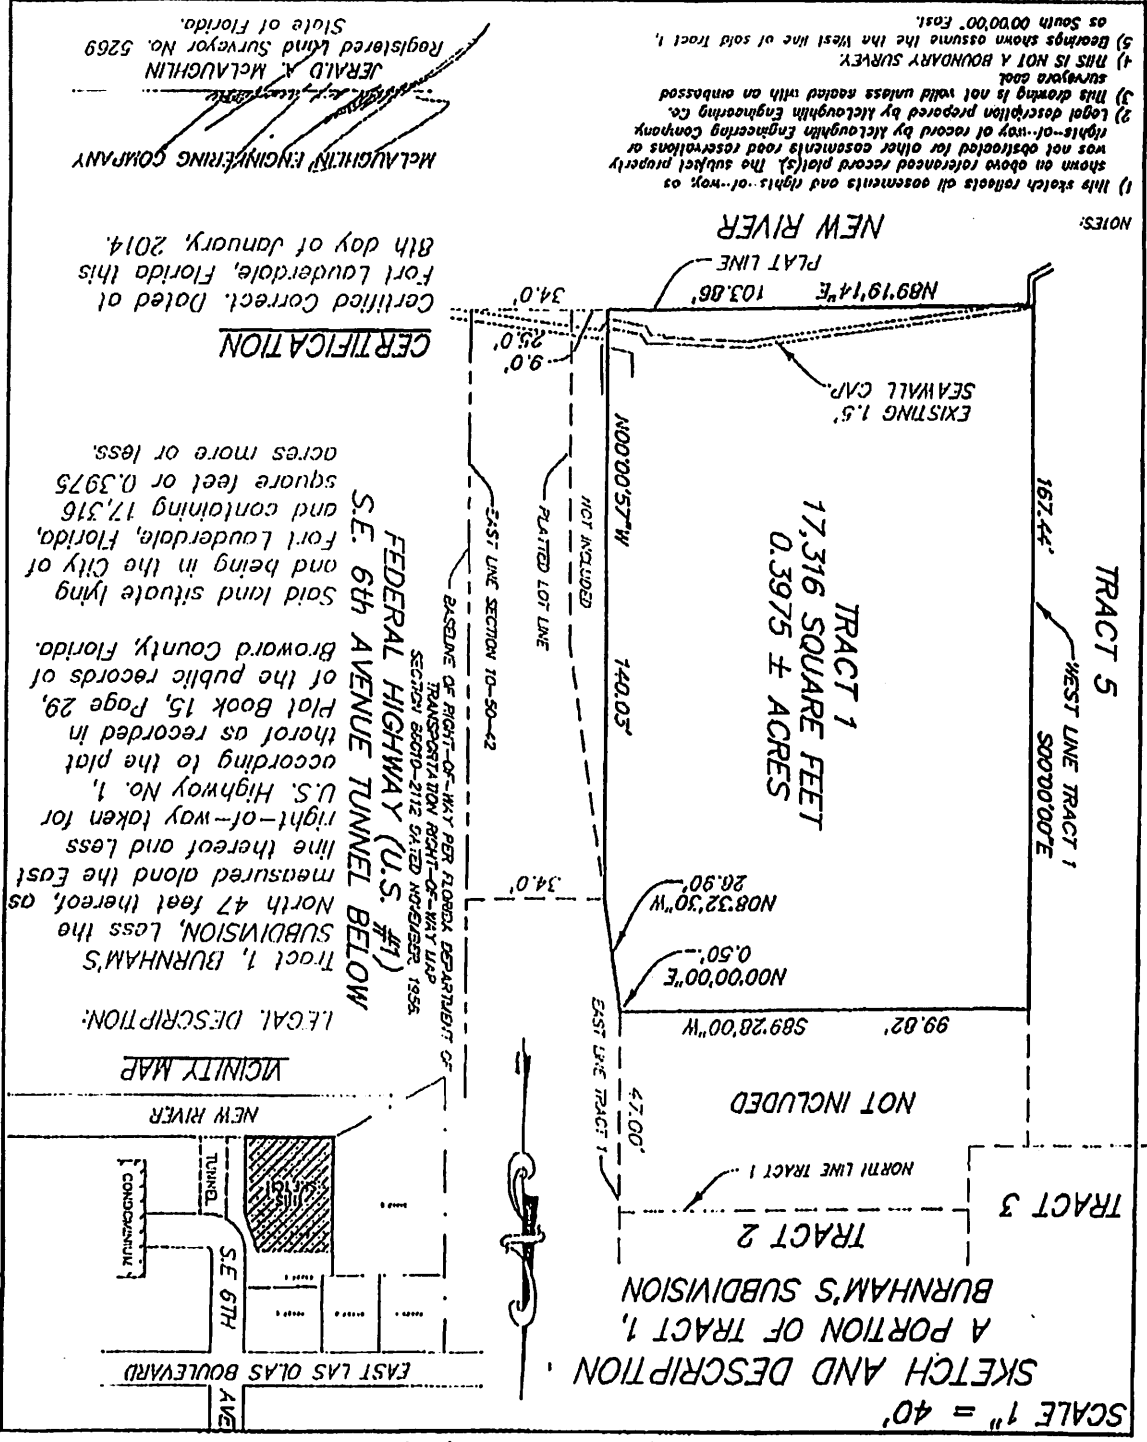 SCALE 1" = 40'
SKETCH AND DESCRIPTION
A PORTION OF TRACT 1,
BURNHAM'S SUBDIVISION
TRACT 2
TRACT 3
NORTH LINE TRACT 1
NOT INCLUDED
47.00'
EAST LINE TRACT 1
99.82'
S89°28'00"W
N00°00'00"E
0.50'
N08°32'30"W
26.90'
34.0'
TRACT 5
WEST LINE TRACT 1
S00°00'00"E
167.44'
TRACT 1
17,316 SQUARE FEET
0.3975 ± ACRES
140.03'
N00°00'57"W
NOT INCLUDED
PLATTED LOT LINE
EAST LINE SECTION 10-50-42
BASELINE OF RIGHT-OF-WAY PER FLORIDA DEPARTMENT OF
TRANSPORTATION RIGHT-OF-WAY MAP
SECTION 86010-2112 DATED NOVEMBER, 1956.
FEDERAL HIGHWAY (U.S. #1)
S.E. 6th AVENUE TUNNEL BELOW
EXISTING 1.5'
SEAWALL CAP.
9.0'
25.0'
34.0'
N89°19'14"E
103.86'
PLAT LINE
NEW RIVER
AVE
EAST LAS OLAS BOULEVARD
S.E 6TH
THIS
TUNNEL
CONDOMINIUM
NEW RIVER
VICINITY MAP
LEGAL DESCRIPTION:
Tract 1, BURNHAM'S
SUBDIVISION, Less the
North 47 feet thereof, as
measured along the East
line thereof and Less
right-of-way taken for
U.S. Highway No. 1,
according to the plat
therof as recorded in
Plat Book 15, Page 29,
of the public records of
Broward County, Florida.
Said land situate lying
and being in the City of
Fort Lauderdale, Florida,
and containing 17,316
square feet or 0.3975
acres more or less.
CERTIFICATION
Certified Correct. Dated at
Fort Lauderdale, Florida this
8th day of January, 2014.
McLAUGHLIN ENGINEERING COMPANY
JERALD A. McLAUGHLIN
Registered Land Surveyor No. 5269
State of Florida.
NOTES:
1) This sketch reflects all easements and rights-of-way, as
shown on above referenced record plat(s). The subject property
was not abstracted for other easements road reservations or
rights-of-way of record by McLaughlin Engineering Company
2) Legal description prepared by McLaughlin Engineering Co.
3) This drawing is not valid unless sealed with an embossed
surveyors seal
4) THIS IS NOT A BOUNDARY SURVEY.
5) Bearings shown assume the the West line of said Tract 1,
as South 00°00'00" East.